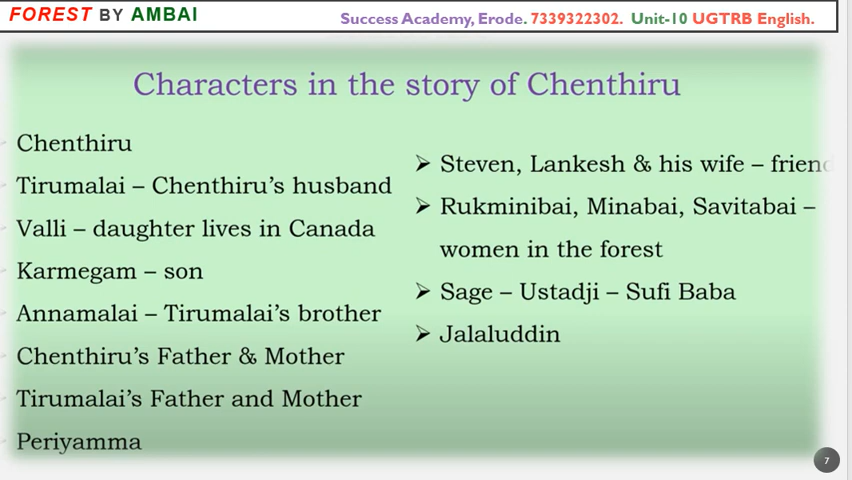 FOREST BY AMBAI
Success Academy, Erode. 7339322302. Unit-10 UGTRB English.
Characters in the story of Chenthiru
Chenthiru
Tirumalai – Chenthiru's husband
Valli – daughter lives in Canada
Karmegam – son
Annamalai – Tirumalai's brother
Chenthiru's Father & Mother
Tirumalai's Father and Mother
Periyamma
Steven, Lankesh & his wife – friend
Rukminibai, Minabai, Savitabai –
women in the forest
Sage – Ustadji – Sufi Baba
Jalaluddin
7